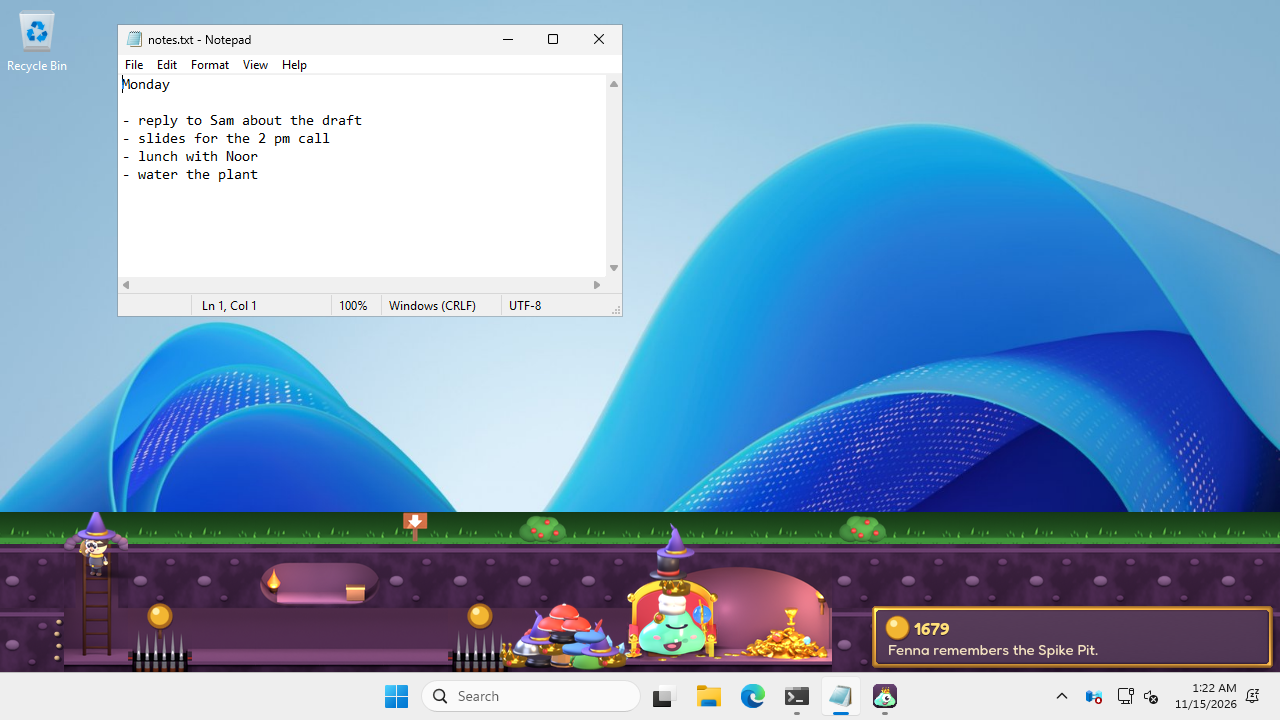 Recycle Bin
notes.txt - Notepad
File Edit Format View Help
Monday
- reply to Sam about the draft
- slides for the 2 pm call
- lunch with Noor
- water the plant
Ln 1, Col 1 100% Windows (CRLF) UTF-8
1679
Fenna remembers the Spike Pit.
Search
1:22 AM
11/15/2026